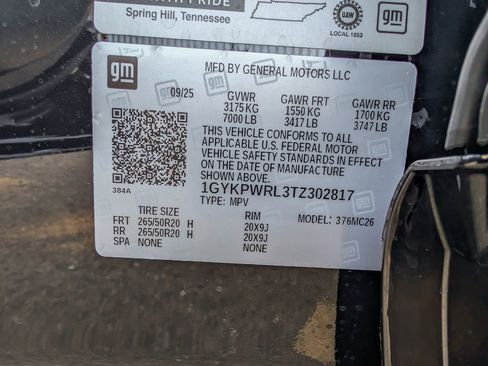 Spring Hill, Tennessee
UAW
LOCAL 1853
gm
gm
MFD BY GENERAL MOTORS LLC
09/25 GVWR GAWR FRT GAWR RR
3175 KG 1550 KG 1700 KG
7000 LB 3417 LB 3747 LB
THIS VEHICLE CONFORMS TO ALL
APPLICABLE U.S. FEDERAL MOTOR
VEHICLE SAFETY STANDARDS IN EFFECT
ON THE DATE OF MANUFACTURE
SHOWN ABOVE.
384A
1GYKPWRL3TZ302817
TYPE: MPV
MODEL: 376MC26
TIRE SIZE RIM
FRT 265/50R20 H 20X9J
RR 265/50R20 H 20X9J
SPA NONE NONE